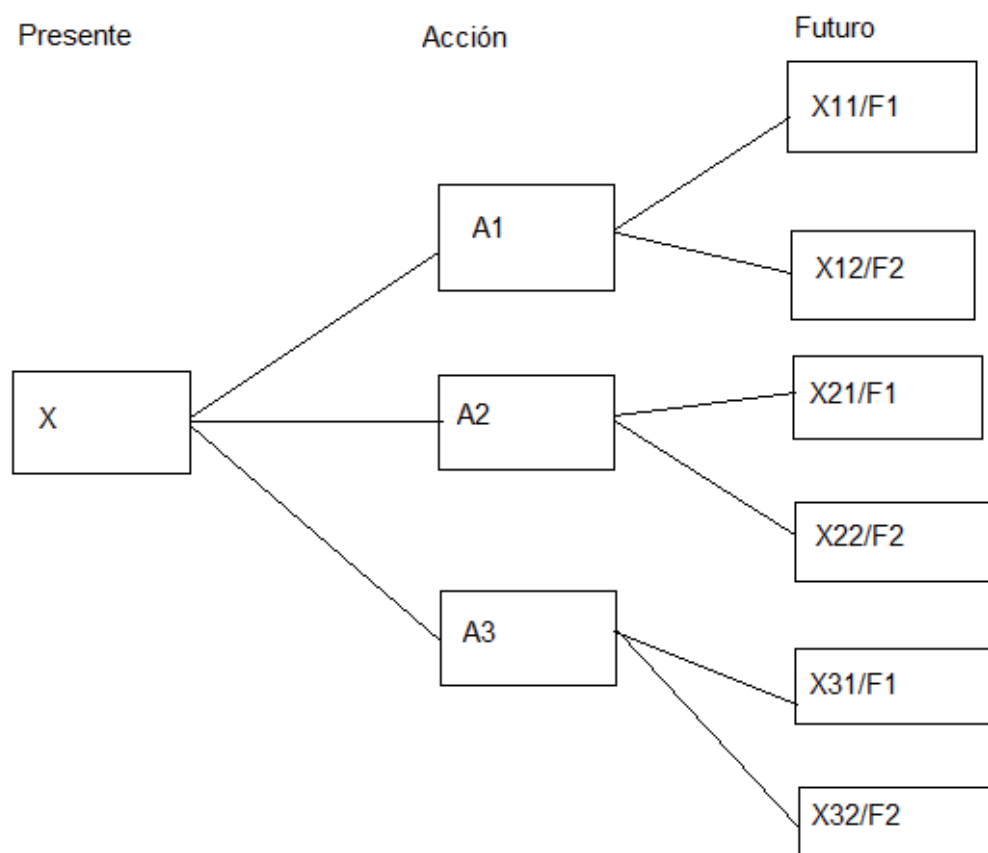 Presente
Acción
Futuro
X11/F1
A1
X12/F2
X
A2
X21/F1
X22/F2
A3
X31/F1
X32/F2